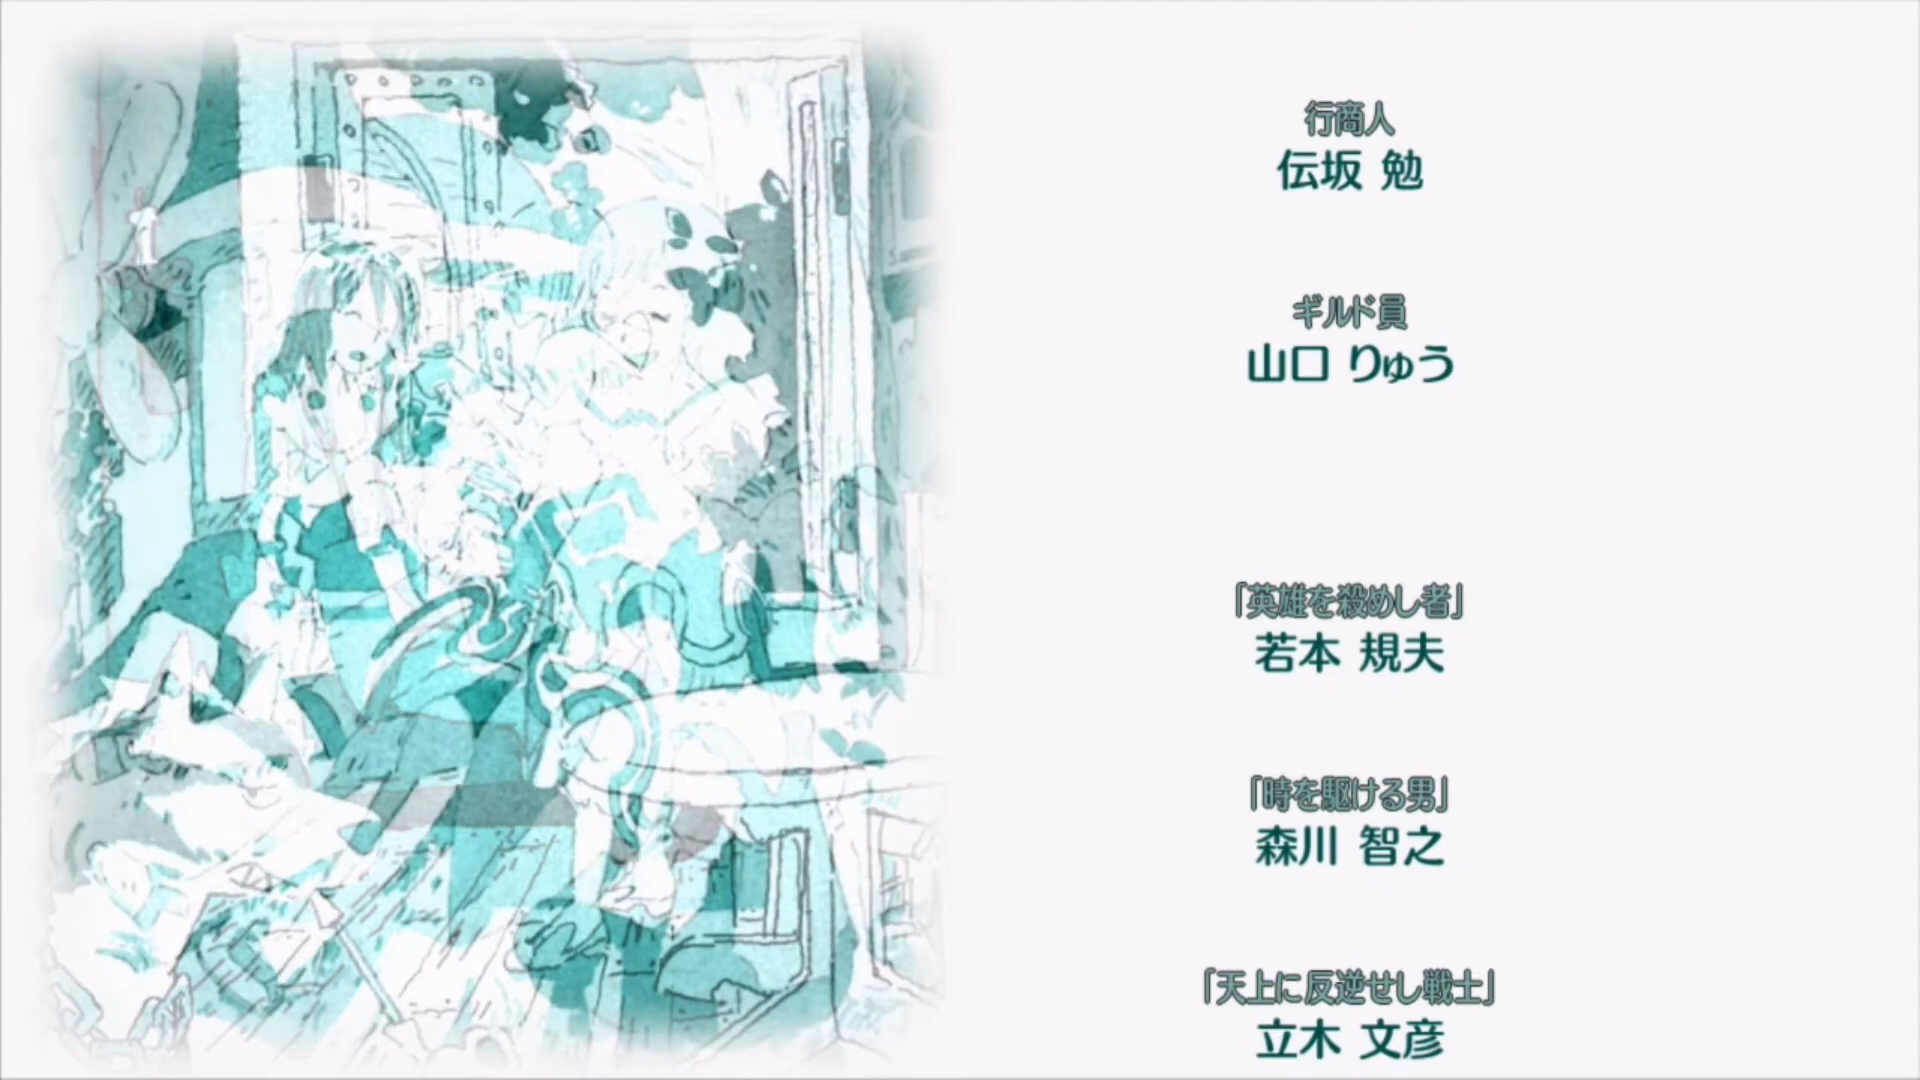 行商人
伝坂 勉
ギルド員
山口 りゅう
「英雄を殺めし者」
若本 規夫
「時を駆ける男」
森川 智之
「天上に反逆せし戦士」
立木 文彦